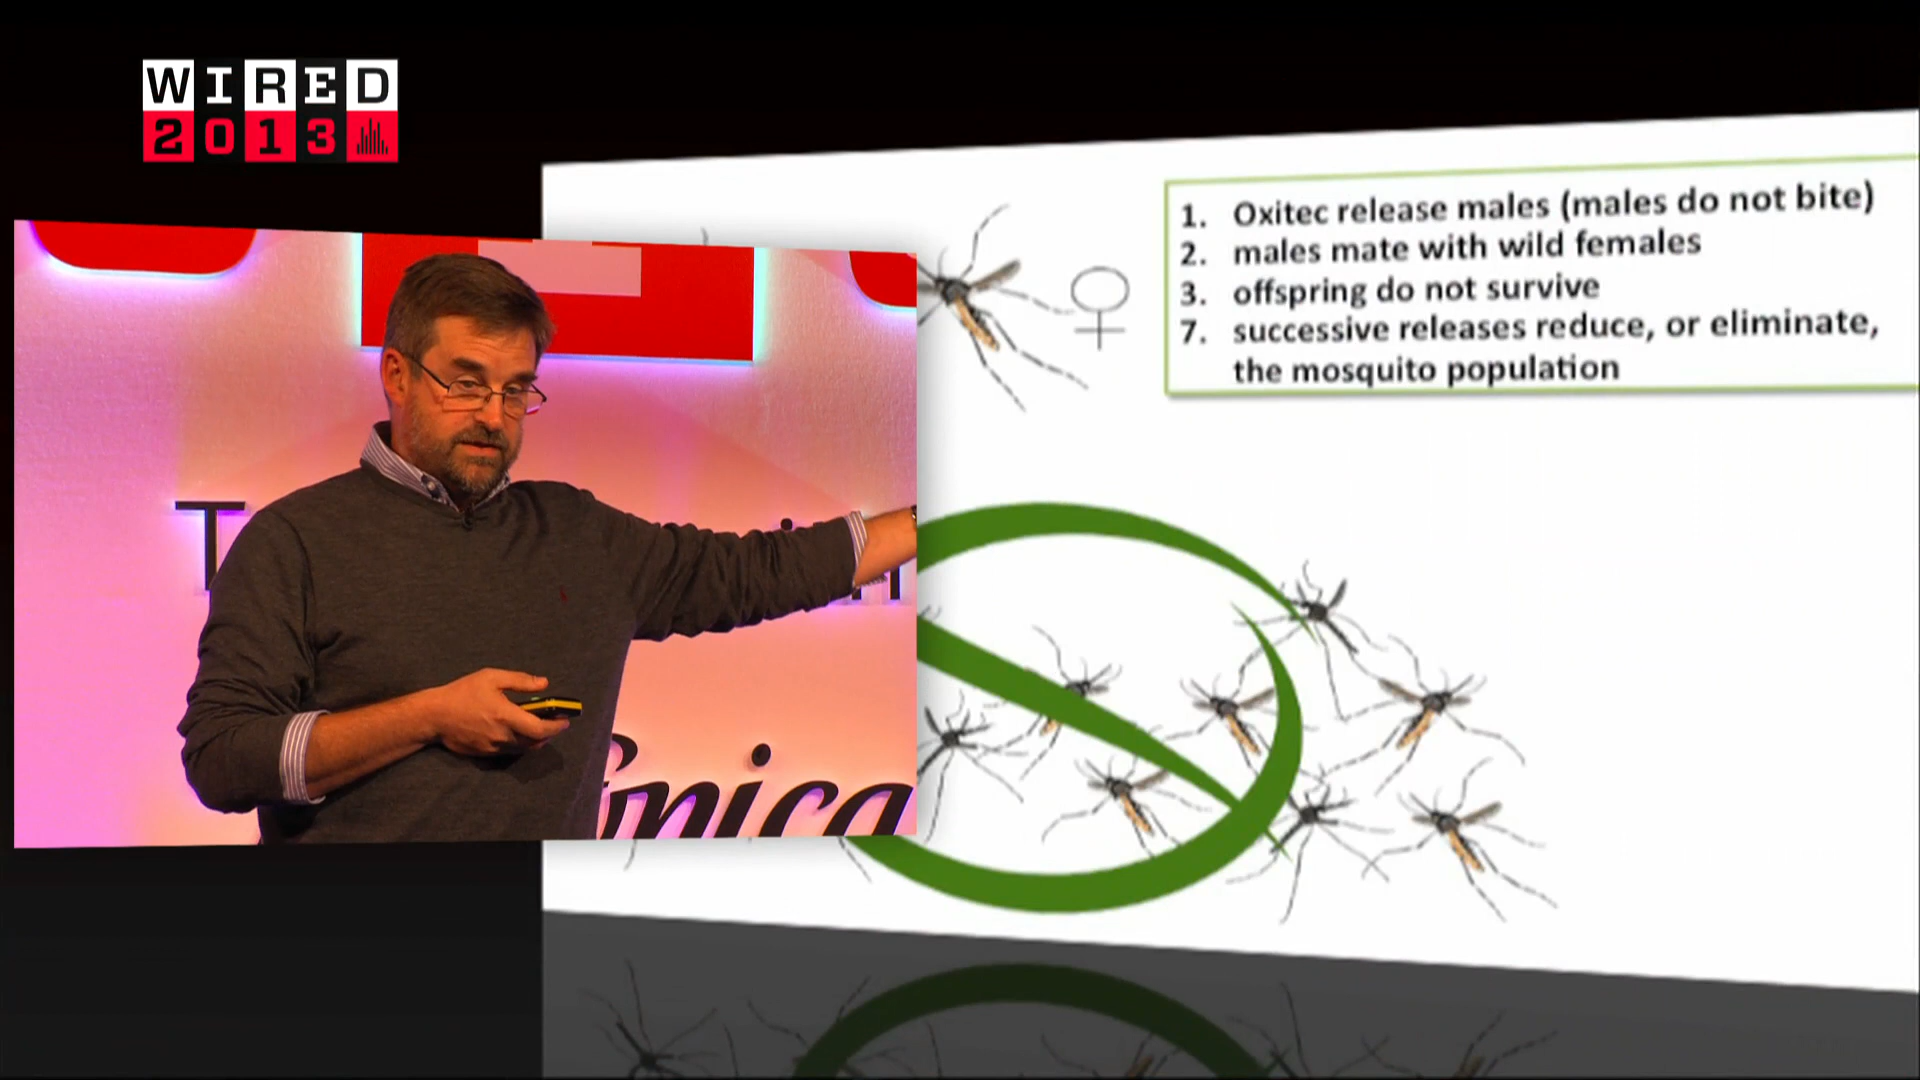 WIRED
2013
1. Oxitec release males (males do not bite)
2. males mate with wild females
3. offspring do not survive
7. successive releases reduce, or eliminate,
the mosquito population